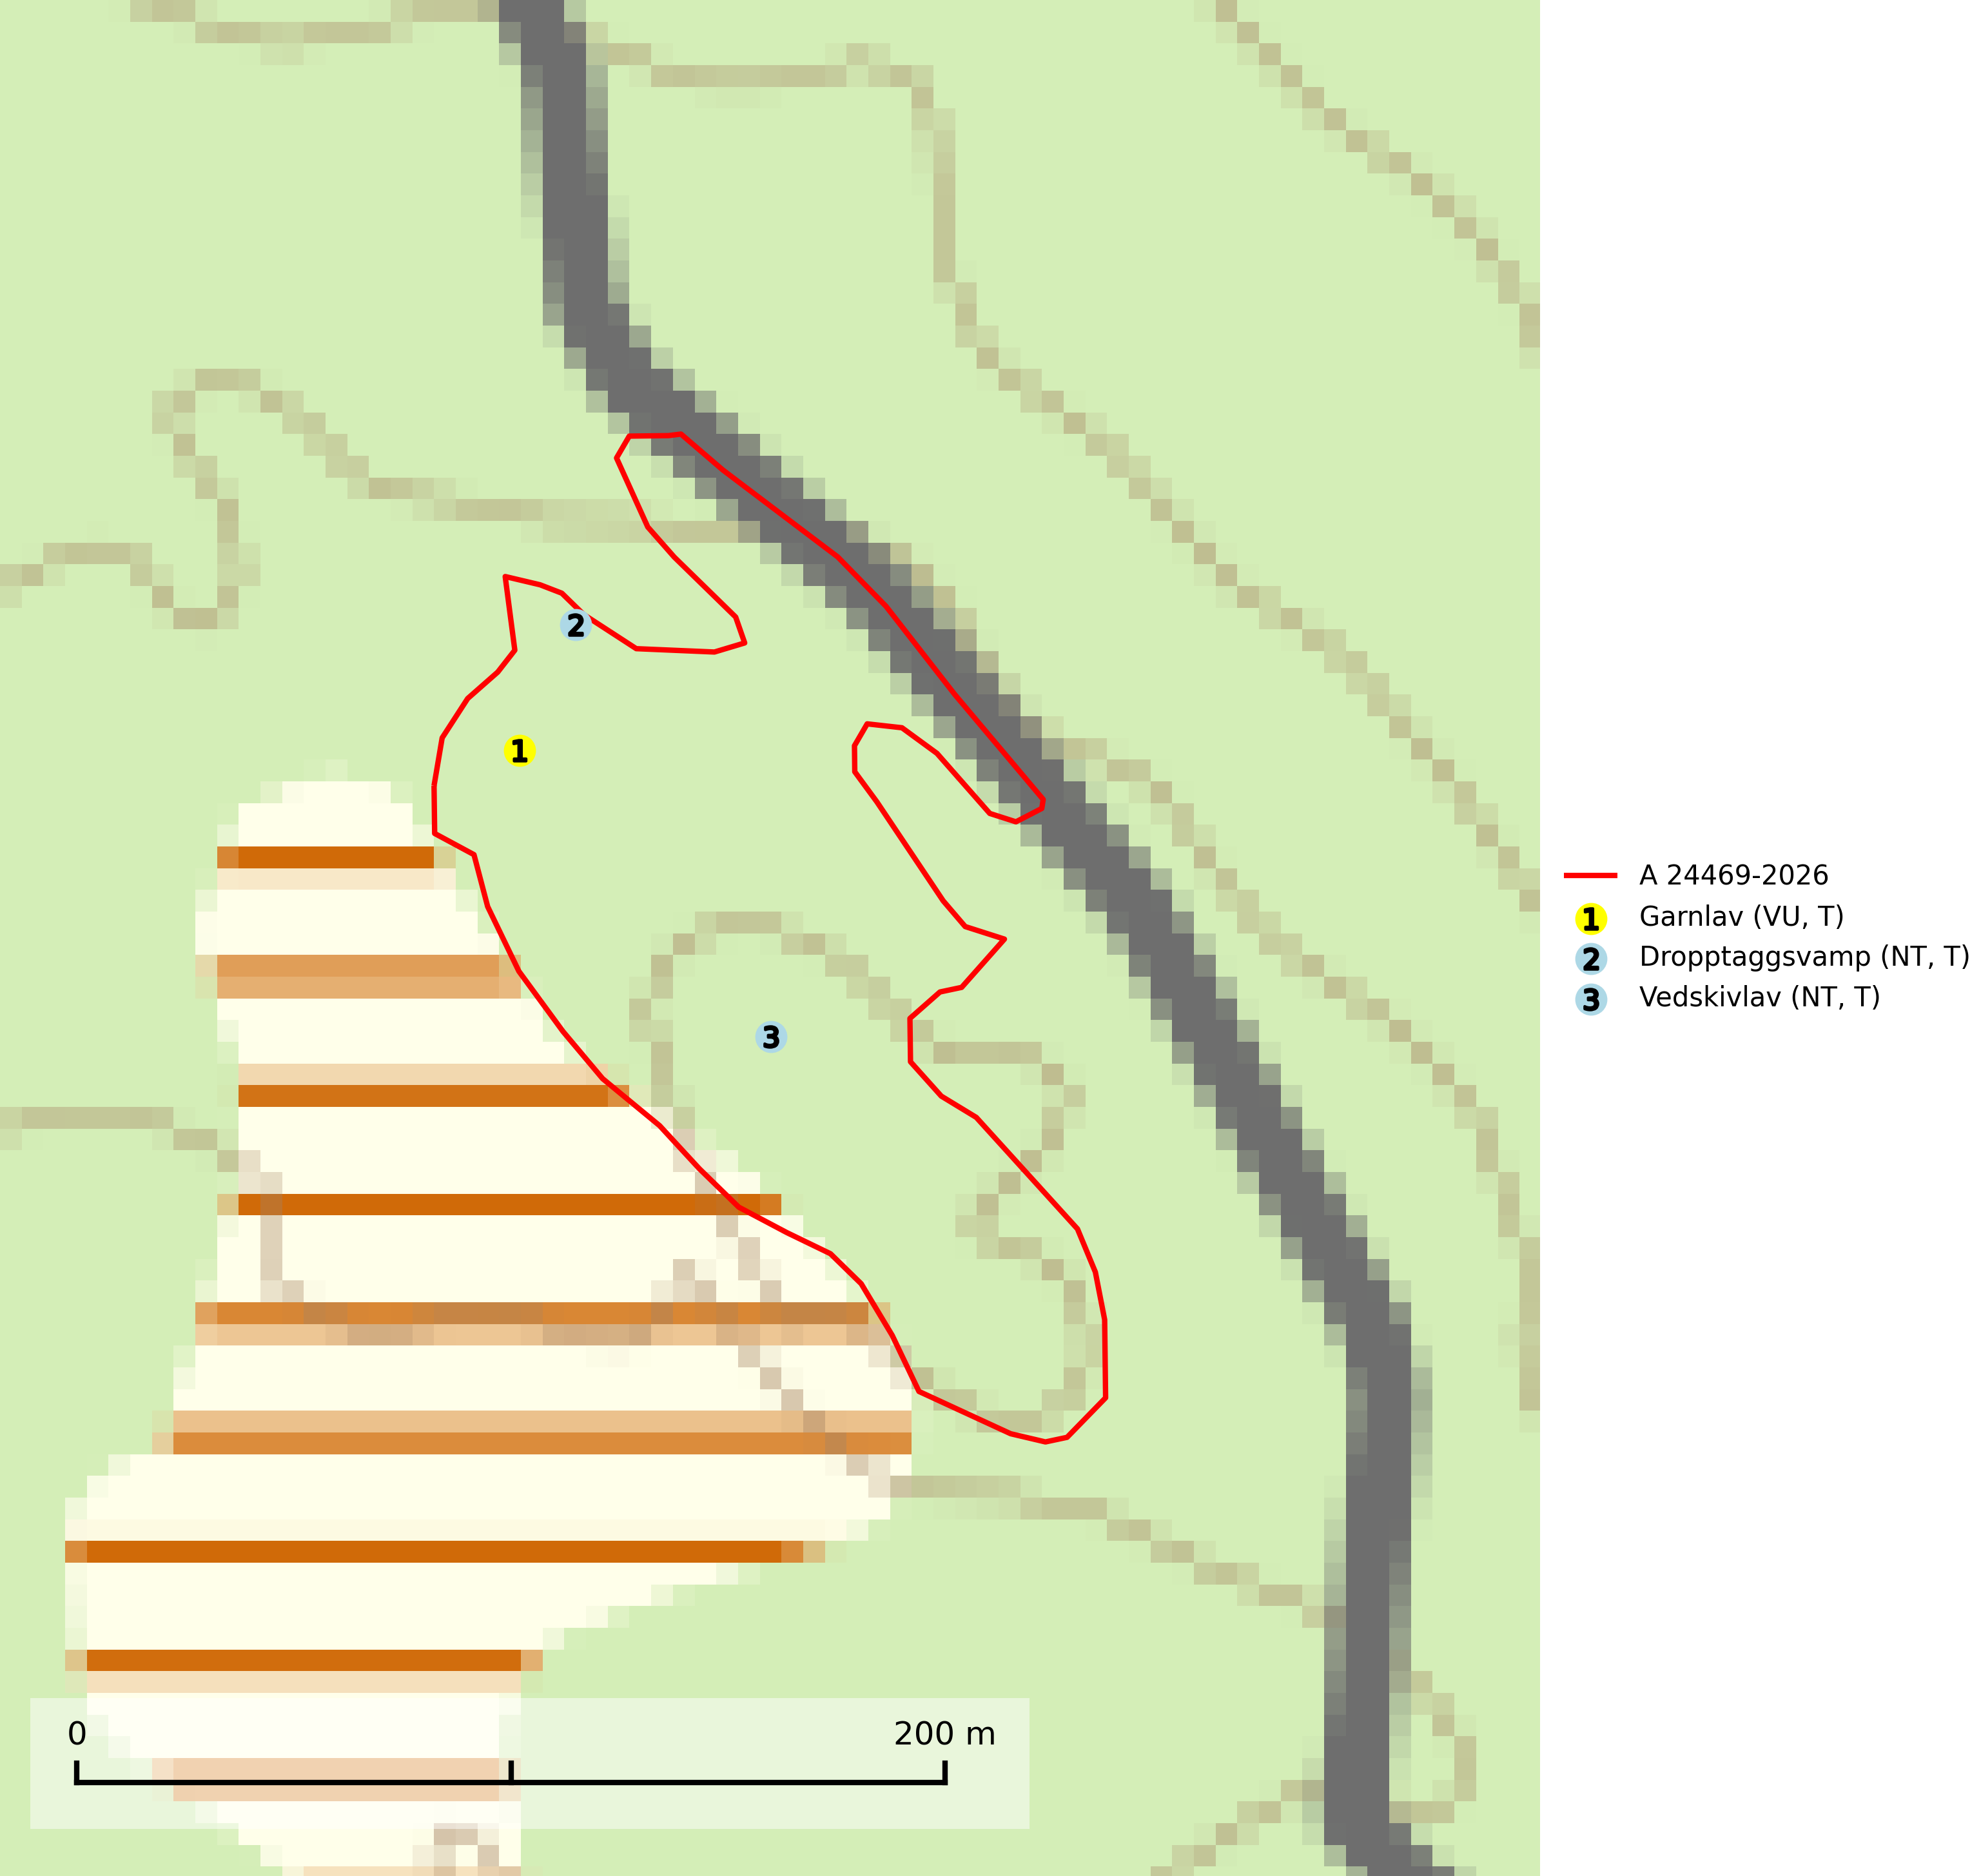 2
1
3
A 24469-2026
1 Garnlav (VU, T)
2 Dropptaggsvamp (NT, T)
3 Vedskivlav (NT, T)
0 200 m